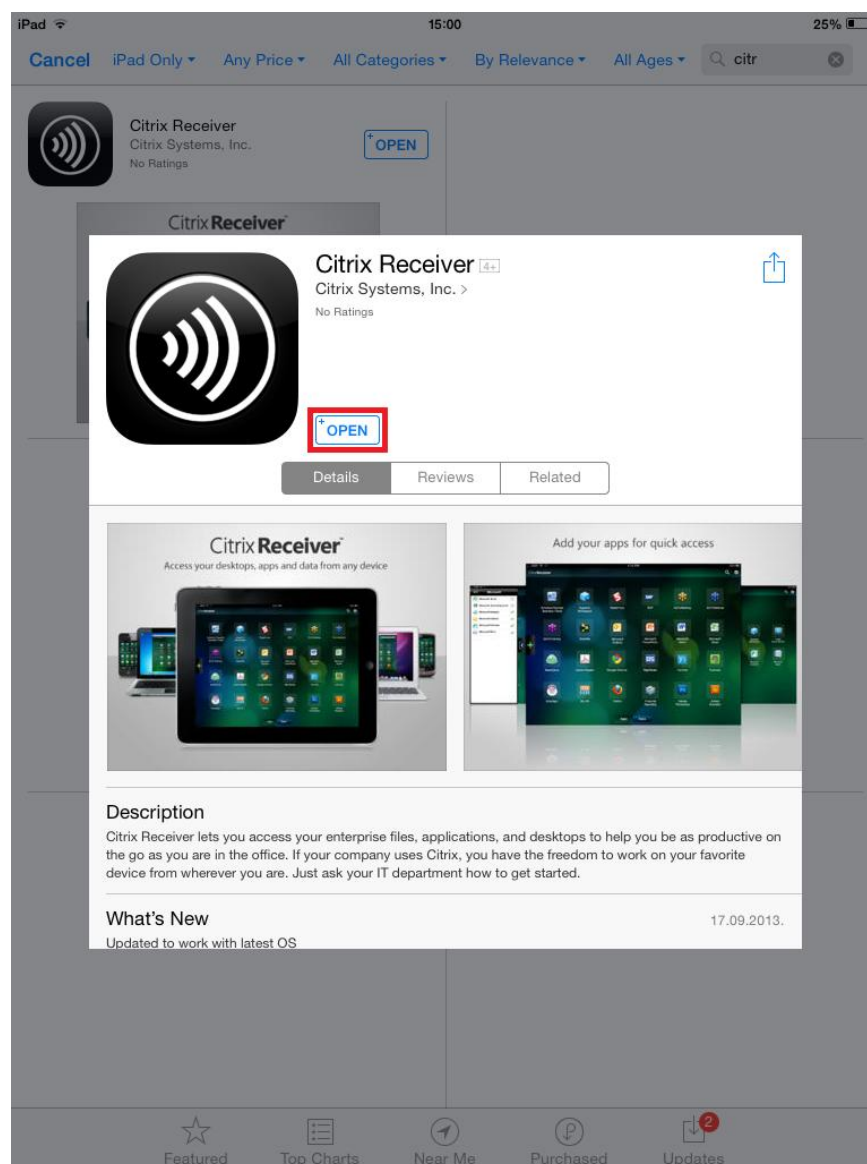 iPad 15:00 25%
Cancel iPad Only All Categories Any Price By Relevance All Ages citr
Citrix Receiver
Citrix Systems, Inc.
No Ratings
+OPEN
Citrix Receiver
Citrix Receiver 4+
Citrix Systems, Inc. >
No Ratings
+OPEN
Details Reviews Related
Citrix Receiver
Access your desktops, apps and data from any device
Add your apps for quick access
Description
Citrix Receiver lets you access your enterprise files, applications, and desktops to help you be as productive on
the go as you are in the office. If your company uses Citrix, you have the freedom to work on your favorite
device from wherever you are. Just ask your IT department how to get started.
What's New 17.09.2013.
Updated to work with latest OS
Featured Top Charts Near Me Purchased Updates
2